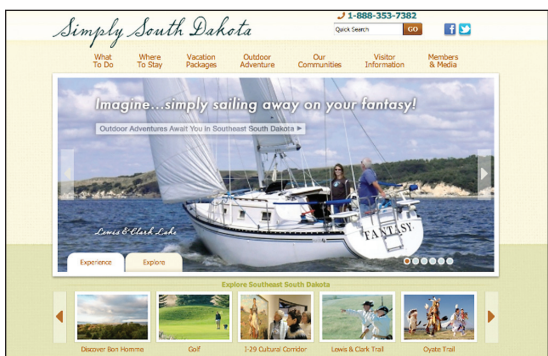 Simply South Dakota
1-888-353-7382
Quick Search
GO
What
To Do
Where
To Stay
Vacation
Packages
Outdoor
Adventure
Our
Communities
Visitor
Information
Members
& Media
Imagine...simply sailing away on your fantasy!
Outdoor Adventures Await You in Southeast South Dakota
FANTASY
Lewis & Clark Lake
Experience
Explore
Explore Southeast South Dakota
Discover Bon Homme
Golf
I-29 Cultural Corridor
Lewis & Clark Trail
Oyate Trail